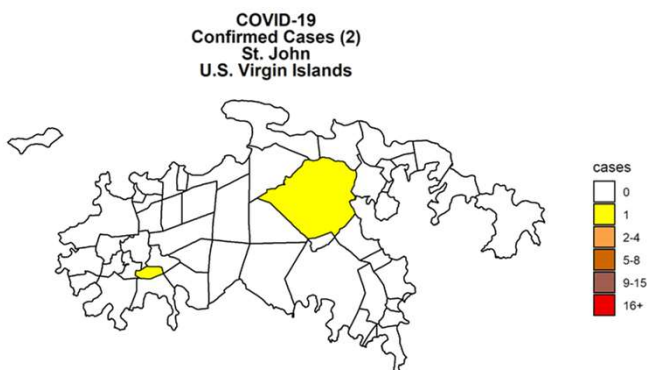 COVID-19
Confirmed Cases (2)
St. John
U.S. Virgin Islands
cases
0
1
2-4
5-8
9-15
16+